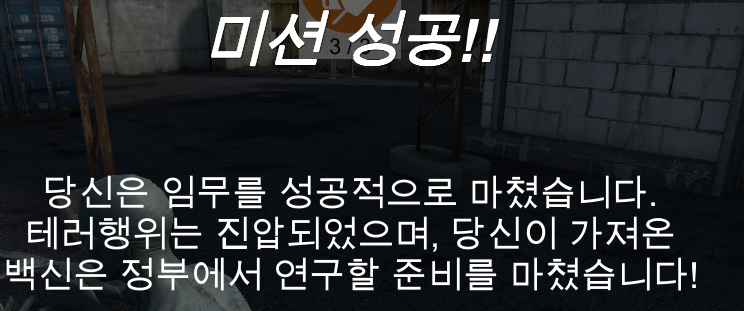 미션 성공!!
당신은 임무를 성공적으로 마쳤습니다.
테러행위는 진압되었으며, 당신이 가져온
백신은 정부에서 연구할 준비를 마쳤습니다!